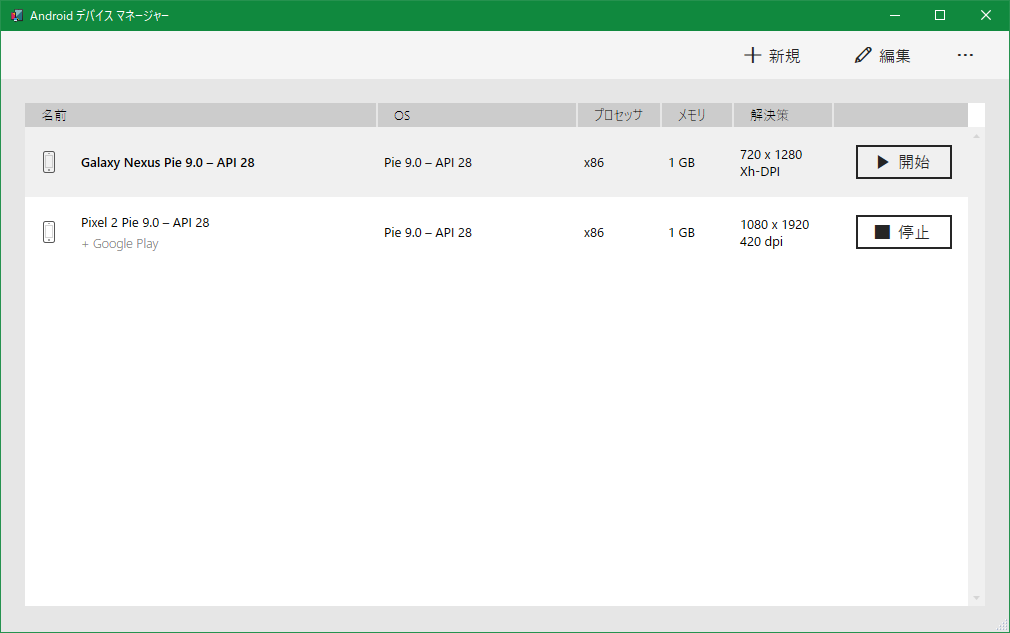 Android デバイス マネージャー
新規
編集
名前 OS プロセッサ メモリ 解決策
Galaxy Nexus Pie 9.0 – API 28 Pie 9.0 – API 28 x86 1 GB 720 x 1280 開始
Xh-DPI
Pixel 2 Pie 9.0 – API 28 Pie 9.0 – API 28 x86 1 GB 1080 x 1920 停止
+ Google Play 420 dpi